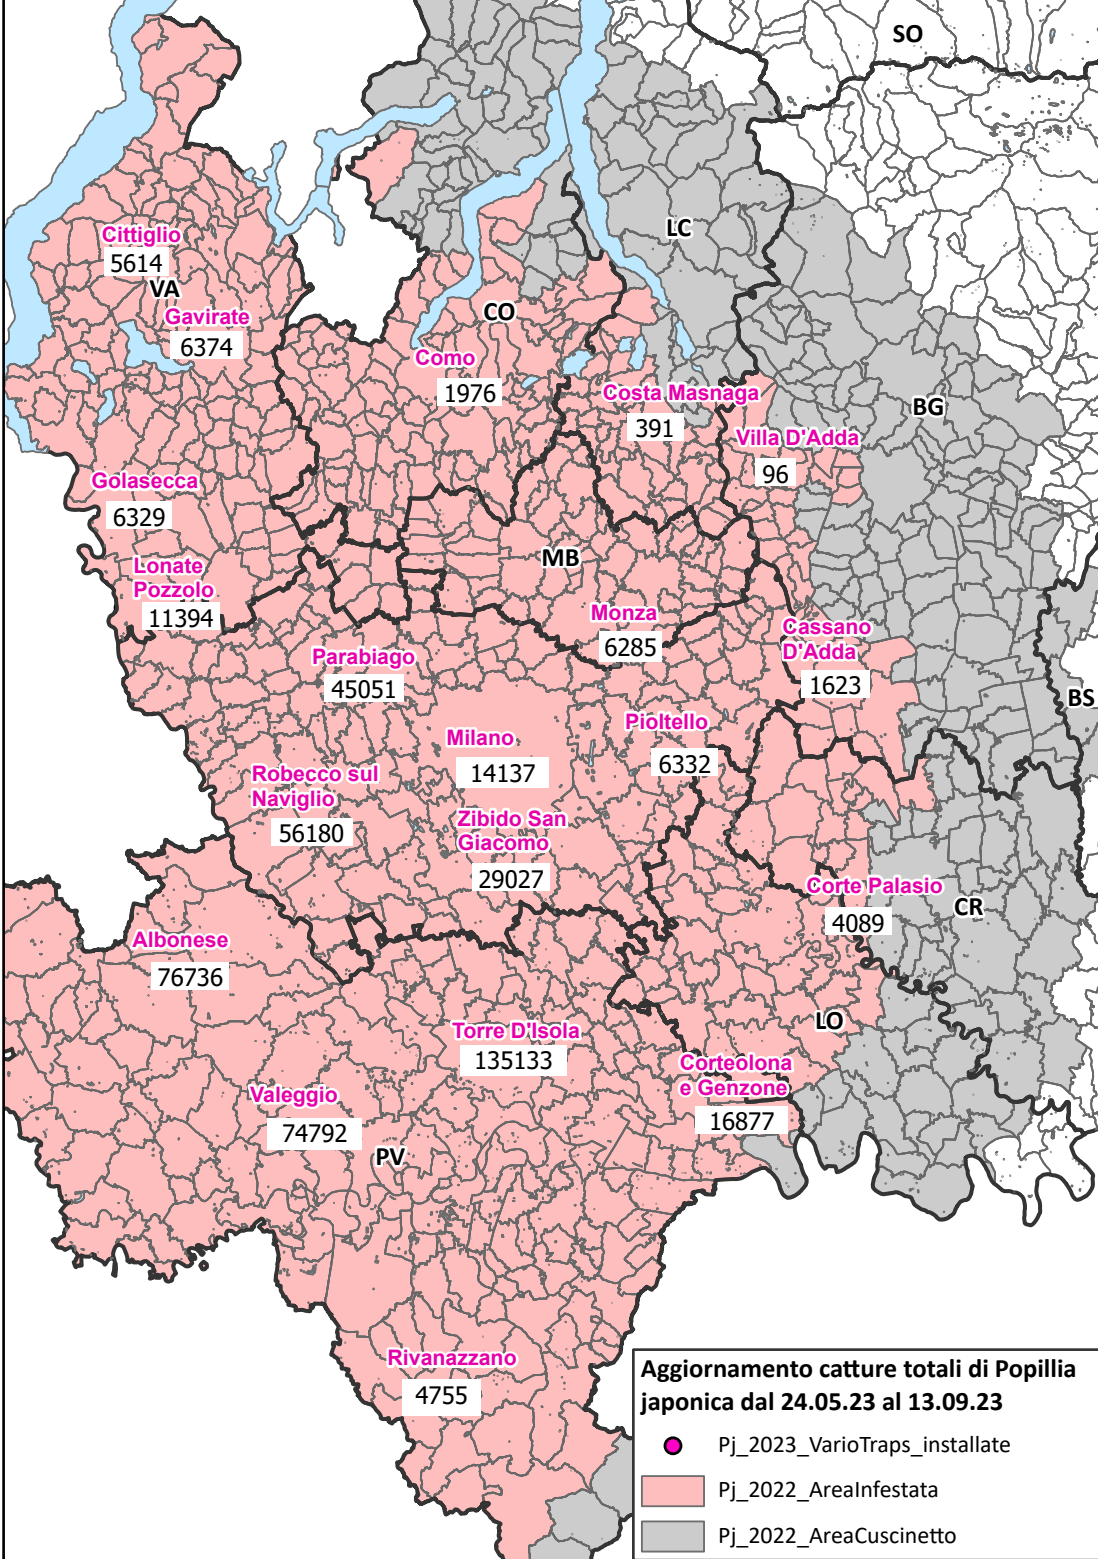 SO
LC
Cittiglio
5614
VA
Gavirate
6374
CO
Como
1976
Costa Masnaga
391
BG
Villa D'Adda
96
Golasecca
6329
MB
Lonate
Pozzolo
11394
Monza
6285
Cassano
D'Adda
1623
Parabiago
45051
BS
Pioltello
6332
Milano
14137
Robecco sul
Naviglio
56180
Zibido San
Giacomo
29027
Corte Palasio
4089
CR
Albonese
76736
LO
Torre D'Isola
135133
Corteolona
e Genzone
16877
Valeggio
74792
PV
Rivanazzano
4755
Aggiornamento catture totali di Popillia
japonica dal 24.05.23 al 13.09.23
Pj_2023_VarioTraps_installate
Pj_2022_AreaInfestata
Pj_2022_AreaCuscinetto